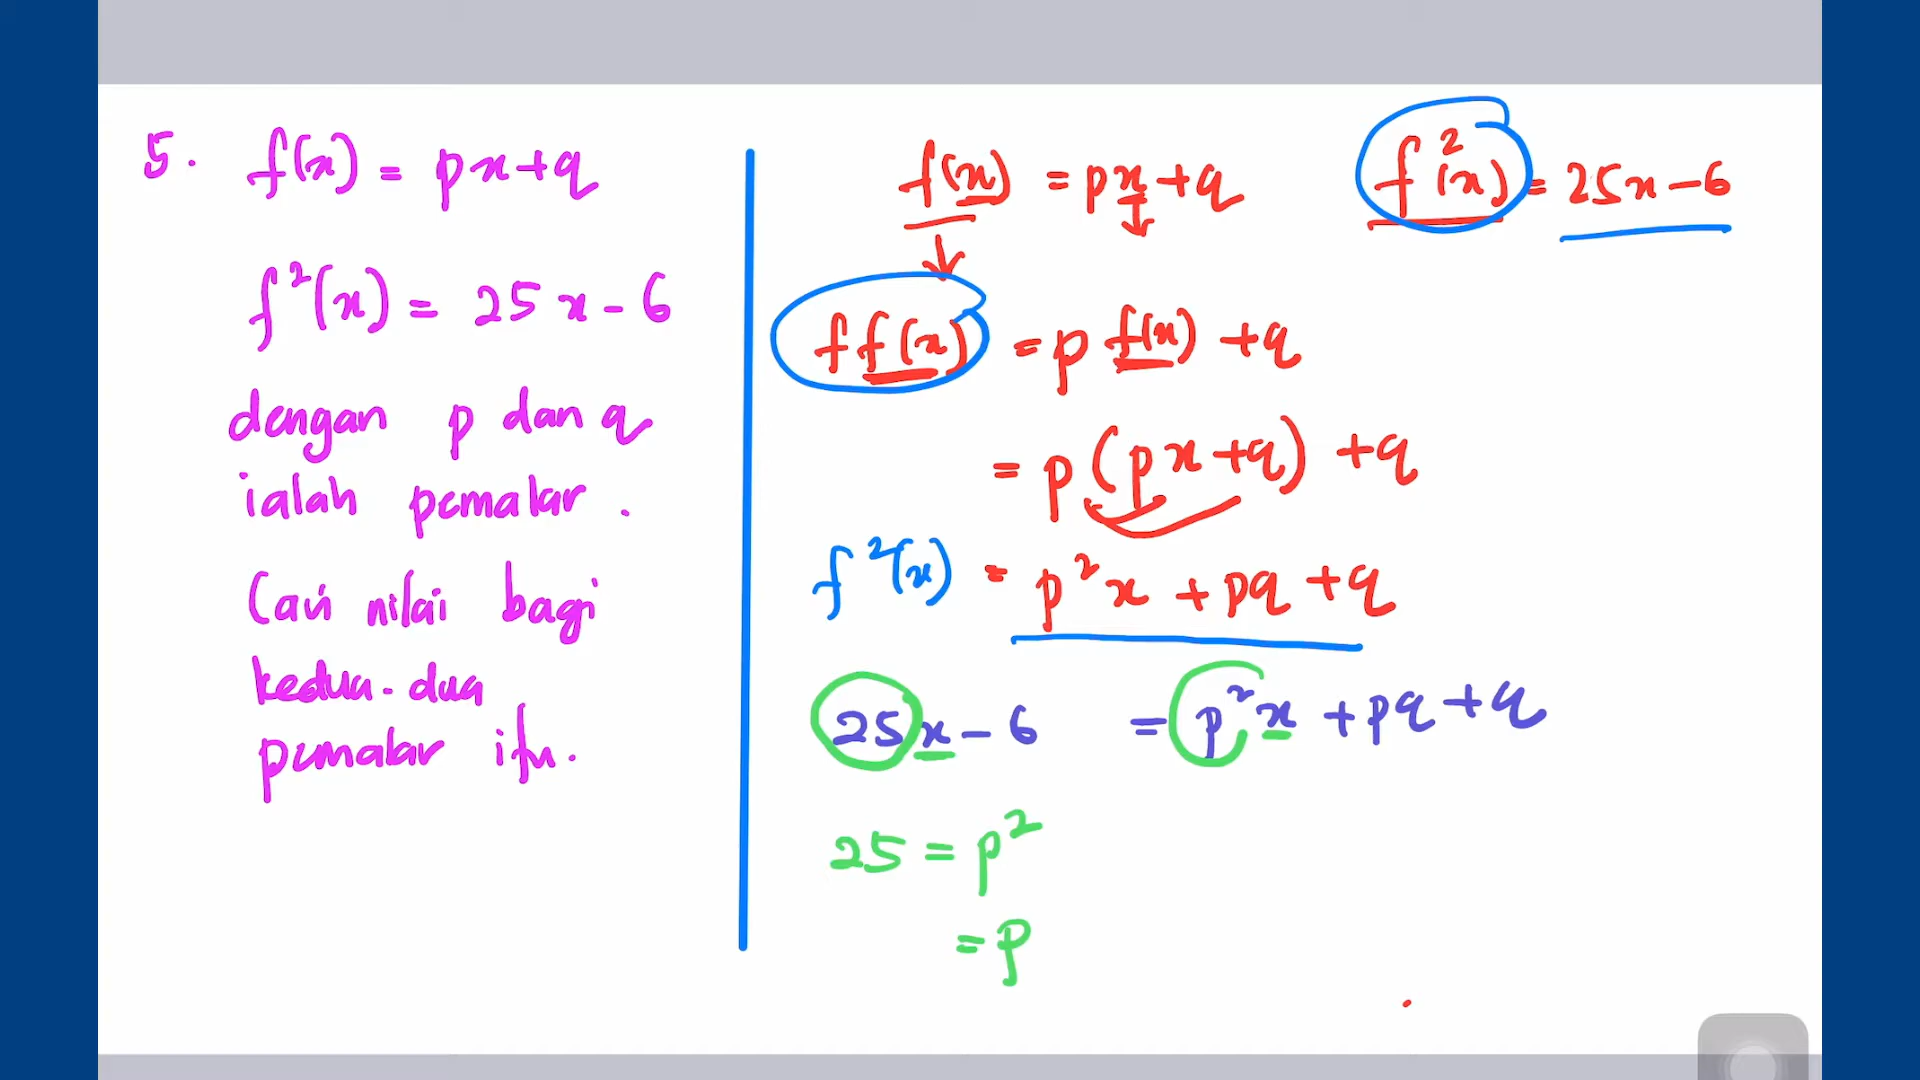 5. f(x) = px+q
f²(x) = 25x-6
dengan p dan q
ialah pemalar.
Cari nilai bagi
kedua-dua
pemalar itu.
f(x) = px+q
f²(x) = 25x-6
ff(x) = p f(x) +q
= p(px+q) +q
f²(x) = p²x + pq +q
25x-6 = p²x + pq + q
25 = p²
= p